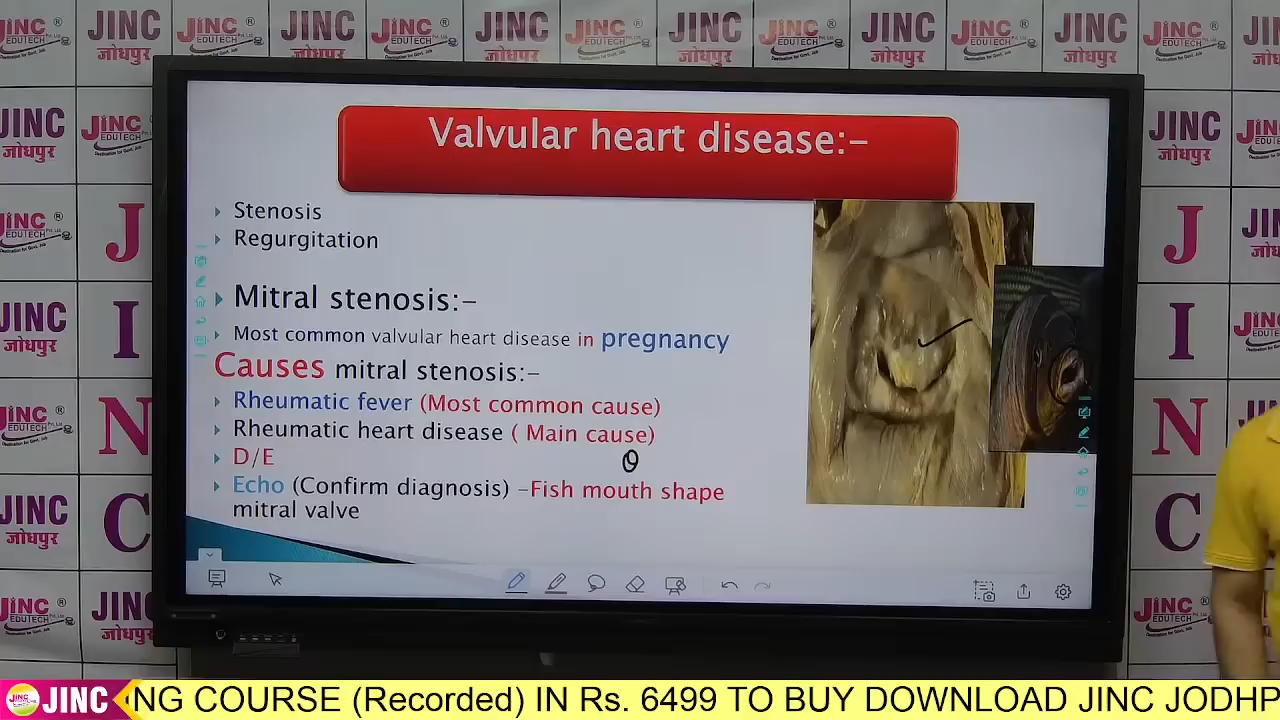 Valvular heart disease:-
Stenosis
Regurgitation
Mitral stenosis:-
Most common valvular heart disease in pregnancy
Causes mitral stenosis:-
Rheumatic fever (Most common cause)
Rheumatic heart disease ( Main cause)
D/E
Echo (Confirm diagnosis) -Fish mouth shape
mitral valve
JINC
जोधपुर
JINC
EDUTECH
J
I
N
C
J
I
N
C
JINC NG COURSE (Recorded) IN Rs. 6499 TO BUY DOWNLOAD JINC JODHP